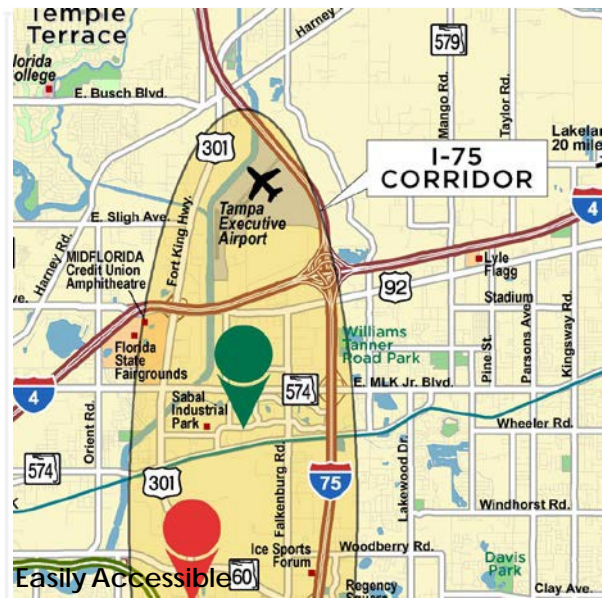 Temple
Terrace
Harney
579
Mango Rd.
Taylor Rd.
lorida
ollege
E. Busch Blvd.
301
I-75
CORRIDOR
Lakelan
20 mile
4
E. Sligh Ave.
Tampa
Executive
Airport
Fort King Hwy.
Harney Rd.
MIDFLORIDA
Credit Union
Amphitheatre
92
Lyle
Flagg
ve.
Stadium
Florida
State
Fairgrounds
Williams
Tanner
Road Park
Pine St.
Parsons Ave.
Kingsway Rd.
4
574
E. MLK Jr. Blvd.
Sabal
Industrial
Park
Orient Rd.
Wheeler Rd.
574
301
Falkenburg Rd.
75
Lakewood Dr.
Windhorst Rd.
K
Ice Sports
Forum
Woodberry Rd.
Davis
Park
Easily Accessible
60
Regency
Square
Clay Ave.